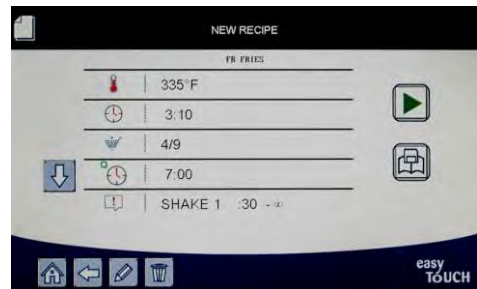 NEW RECIPE
FR FRIES
335°F
3:10
4/9
Q
7:00
SHAKE 1 :30 - ∞
easy
TOUCH